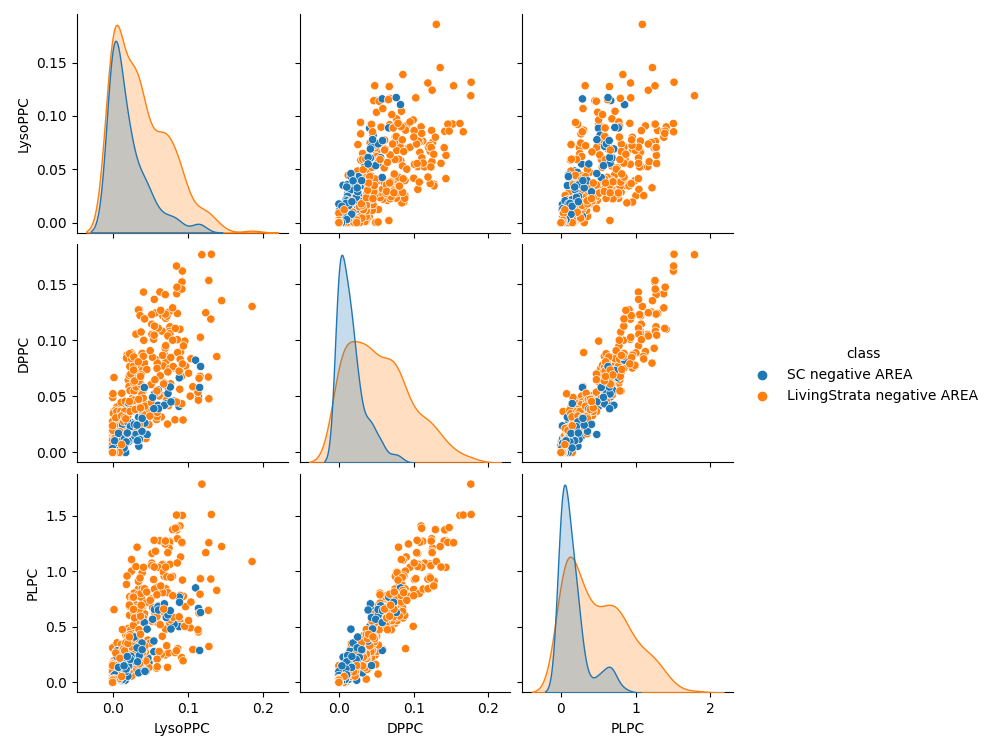 LysoPPC
0.15
0.10
0.05
0.00
DPPC
0.15
0.10
0.05
0.00
class
SC negative AREA
LivingStrata negative AREA
PLPC
1.5
1.0
0.5
0.0
0.0 0.2
0.0 0.1 0.2
0 1 2
LysoPPC DPPC PLPC